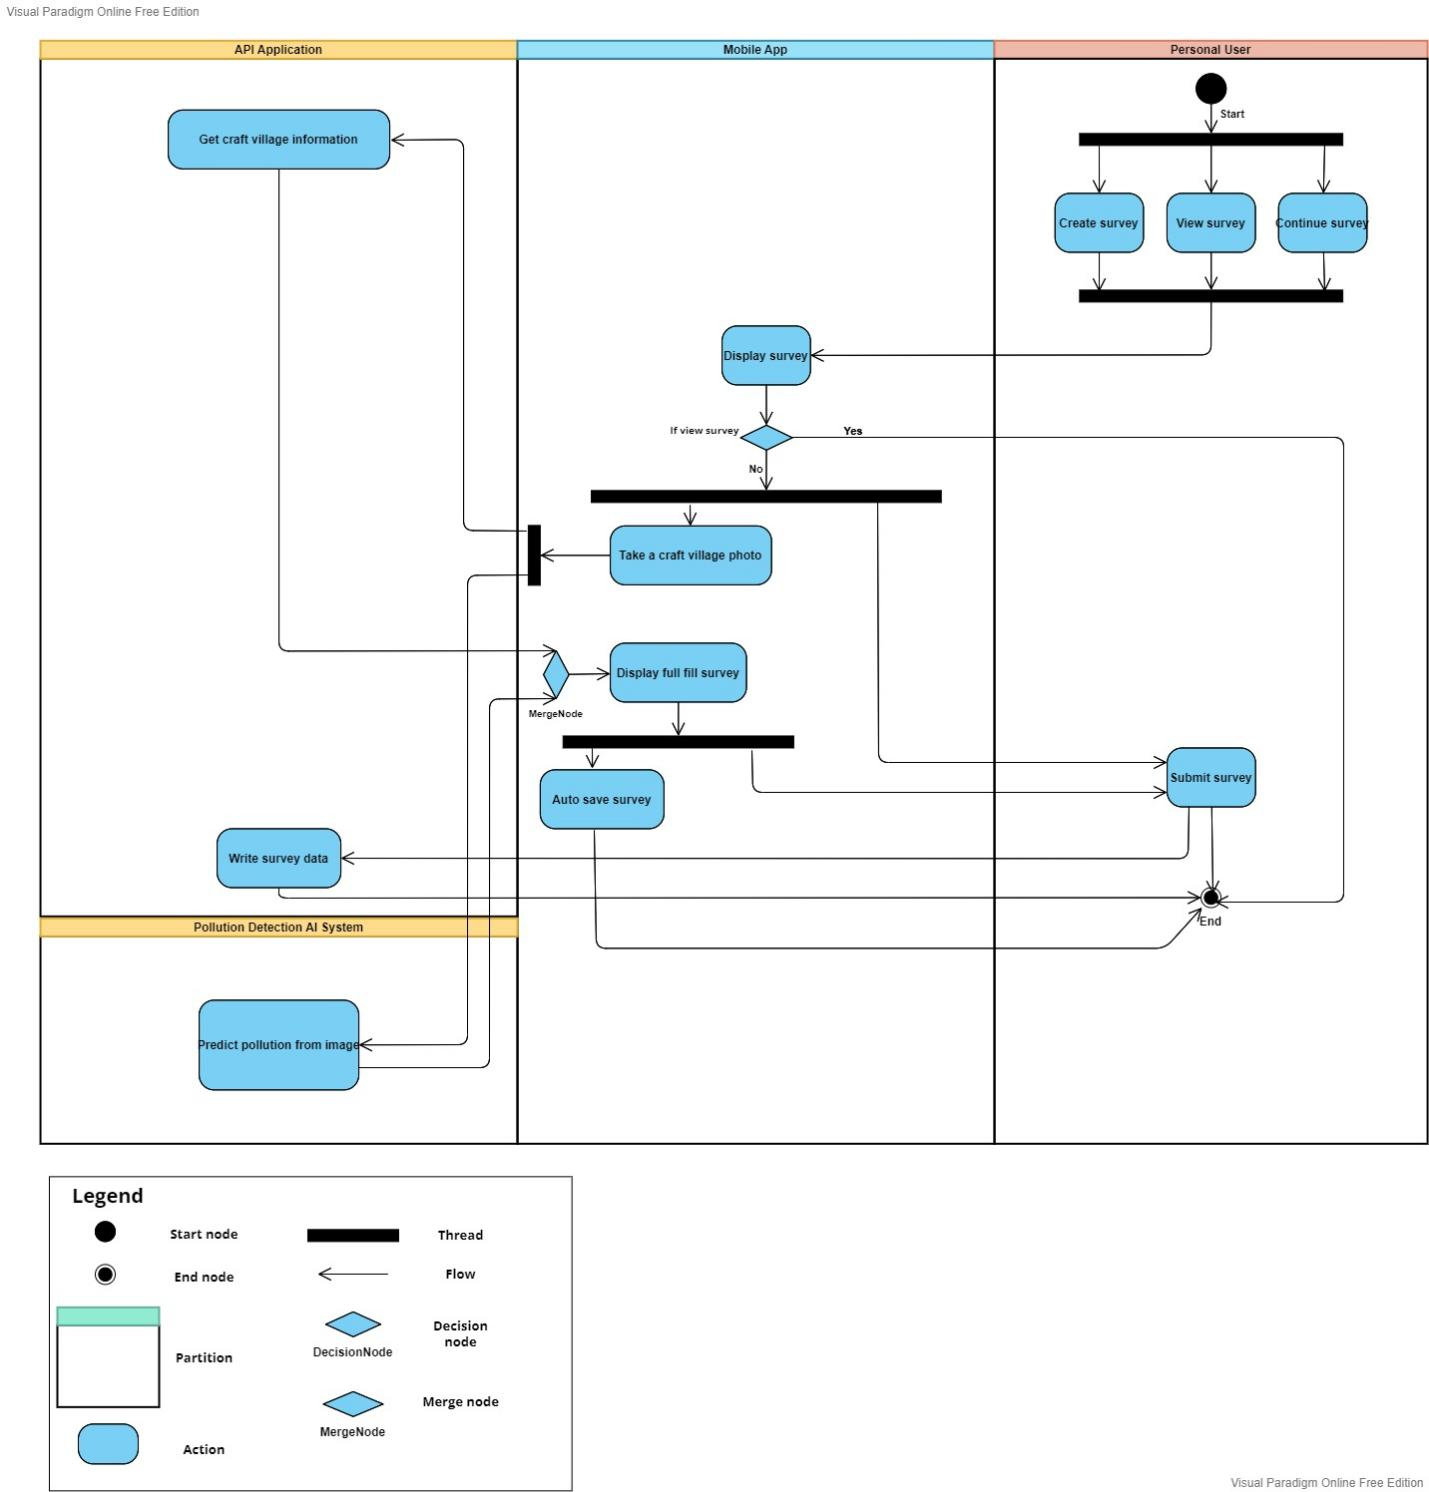 Visual Paradigm Online Free Edition
API Application
Mobile App
Personal User
Start
Get craft village information
Create survey
View survey
Continue survey
Display survey
If view survey
Yes
No
Take a craft village photo
Display full fill survey
MergeNode
Submit survey
Auto save survey
Write survey data
End
Pollution Detection AI System
Predict pollution from image
Legend
Start node
Thread
End node
Flow
Partition
DecisionNode
Decision
node
MergeNode
Merge node
Action
Visual Paradigm Online Free Edition